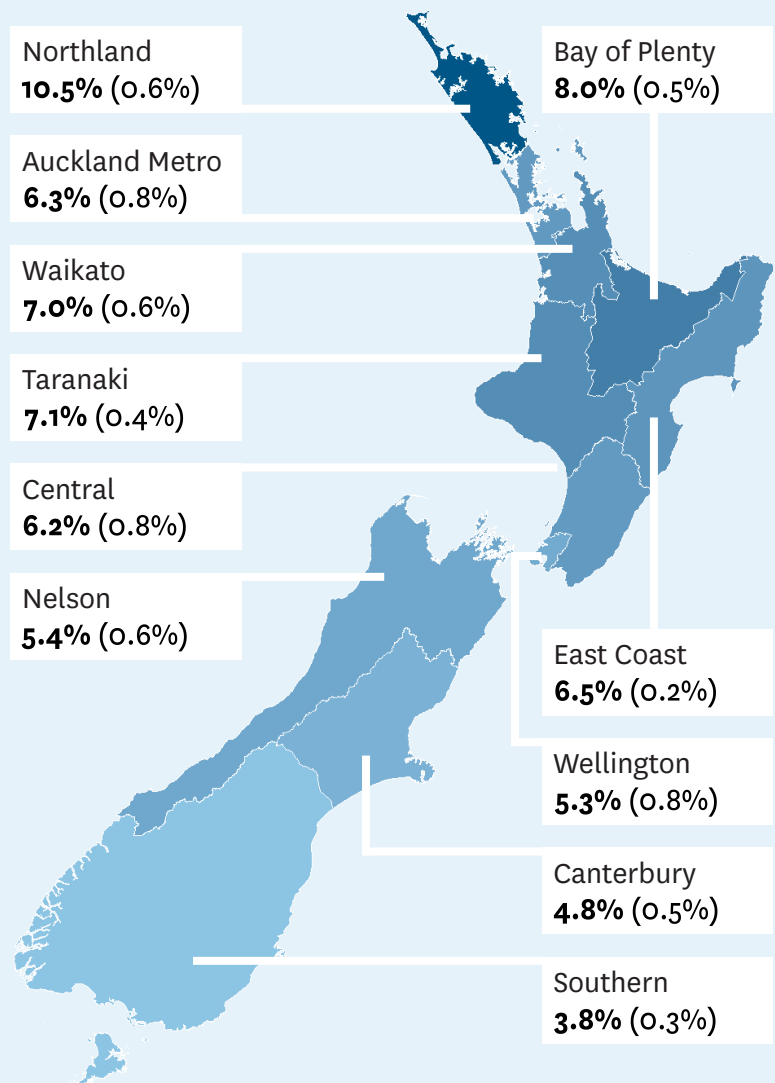 Northland
10.5% (0.6%)
Auckland Metro
6.3% (0.8%)
Waikato
7.0% (0.6%)
Taranaki
7.1% (0.4%)
Central
6.2% (0.8%)
Nelson
5.4% (0.6%)
Bay of Plenty
8.0% (0.5%)
East Coast
6.5% (0.2%)
Wellington
5.3% (0.8%)
Canterbury
4.8% (0.5%)
Southern
3.8% (0.3%)